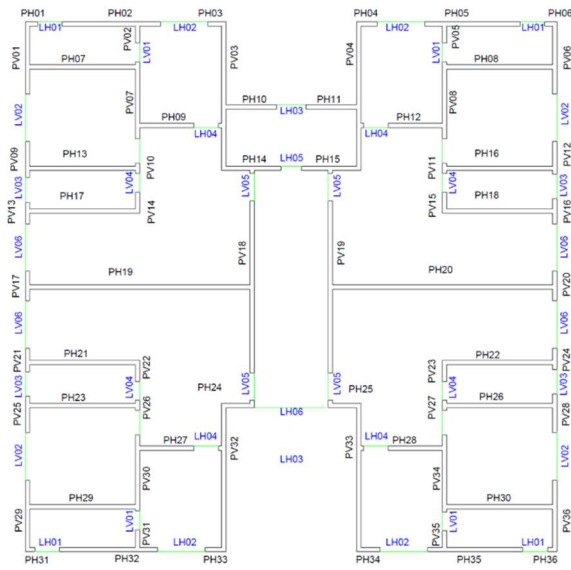 PH01 PH02 PH03 PH04 PH05 PH06
LH01 LH02 LH02 LH01
PV01 PV02 LV01 PV03 PV04 LV01 PV05 PV06
PH07 PH08
LV02 PV07 PV08 LV02
PH10 PH11
LH03
PH09 PH12
LH04 LH04
PV09 PH13 PV10 PH14 LH05 PH15 PV11 PH16 PV12
LV03 LV04 LV05 LV05 LV04 LV03
PV13 PH17 PV14 PV15 PH18 PV16
LV06 PV18 PV19 LV06
PV17 PH19 PH20 PV20
LV06 LV06
PV21 PH21 PV22 PV23 PH22 PV24
LV03 LV04 PH24 LV05 LV05 PH25 LV04 LV03
PV25 PH23 PV26 PV27 PH26 PV28
LH06
LV02 PH27 LH04 PV32 PV33 LH04 PH28 LV02
LH03
PV30 PV34
PH29 PH30
PV29 LV01 LV01 PV36
PV31 PV35
LH01 LH02 LH02 LH01
PH31 PH32 PH33 PH34 PH35 PH36